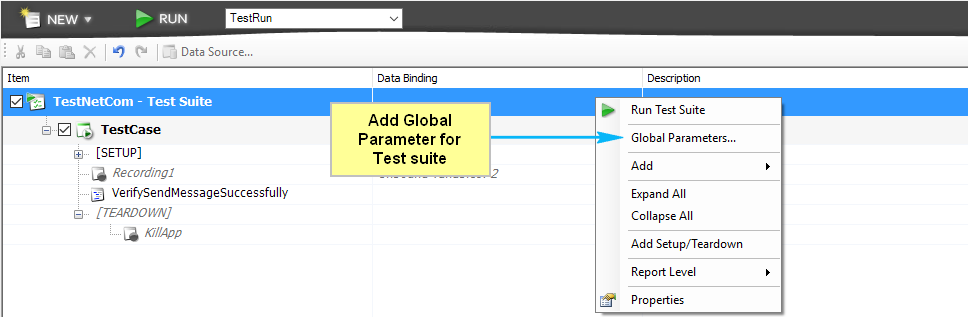 NEW RUN TestRun
Data Source...
Item Data Binding Description
TestNetCom - Test Suite
TestCase
[SETUP]
Recording1
VerifySendMessageSuccessfully
[TEARDOWN]
KillApp
Add Global
Parameter for
Test suite
Run Test Suite
Global Parameters...
Add
Expand All
Collapse All
Add Setup/Teardown
Report Level
Properties